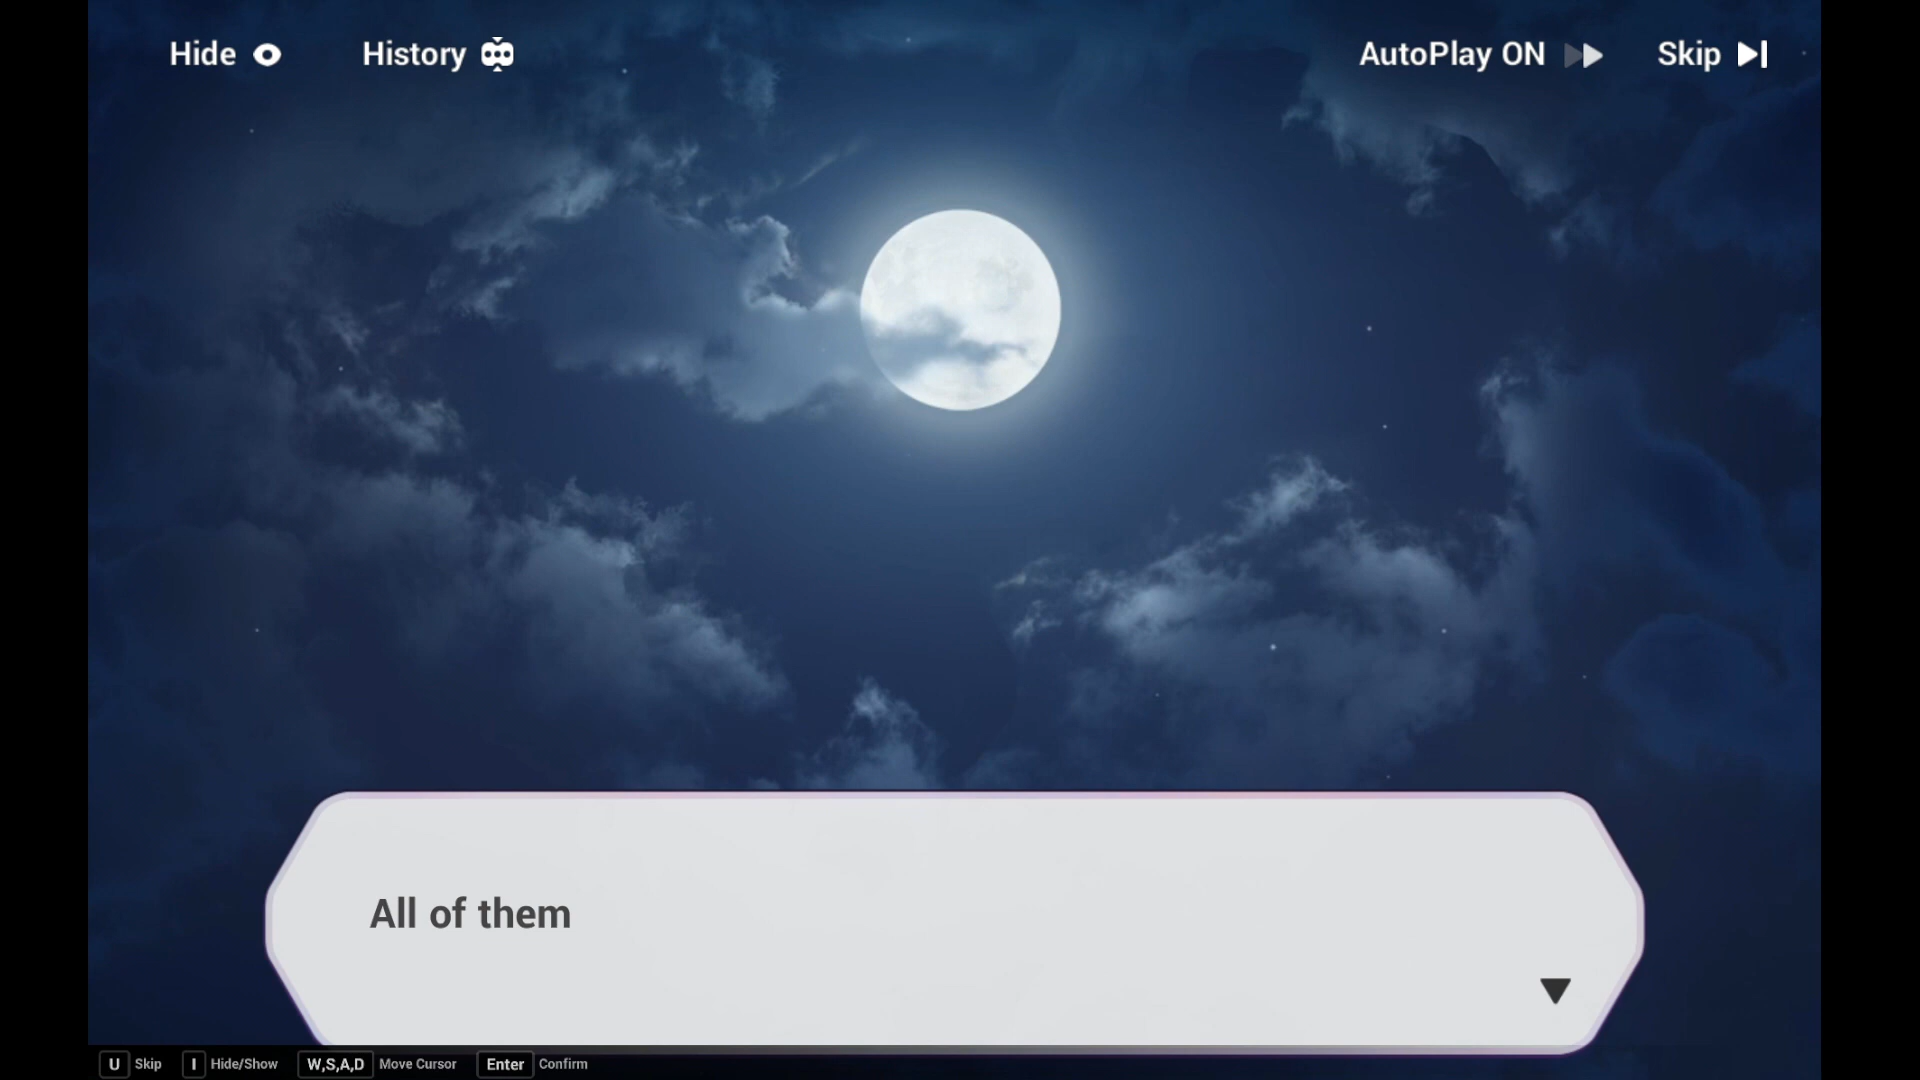 Hide
History
AutoPlay ON
Skip
All of them
U Skip
I Hide/Show
W,S,A,D Move Cursor
Enter Confirm